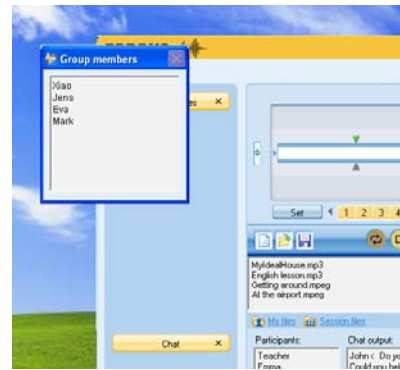 Group members
Xiao
Jens
Eva
Mark
es X
Set 1 2 3 4
MyIdealHouse.mp3
English lesson.mp3
Getting around.mpeg
At the airport.mpeg
My files Session files
Participants: Chat output:
Teacher John < Do yo
Emma Could you hel
Chat X